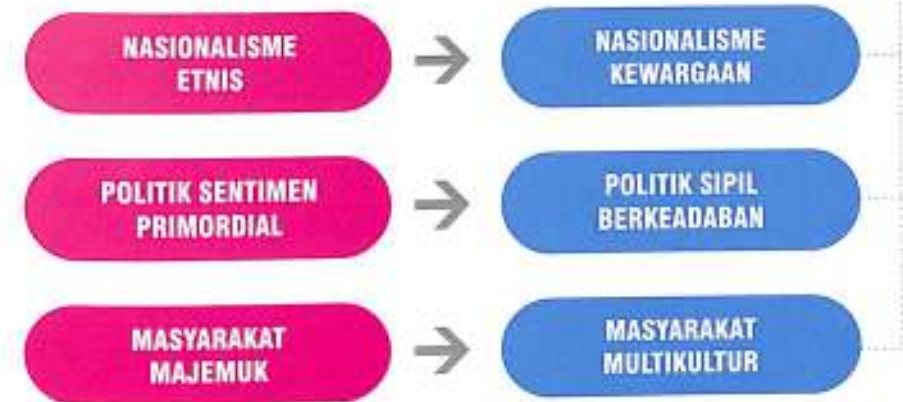 NASIONALISME
ETNIS
NASIONALISME
KEWARGAAN
POLITIK SENTIMEN
PRIMORDIAL
POLITIK SIPIL
BERKEADABAN
MASYARAKAT
MAJEMUK
MASYARAKAT
MULTIKULTUR